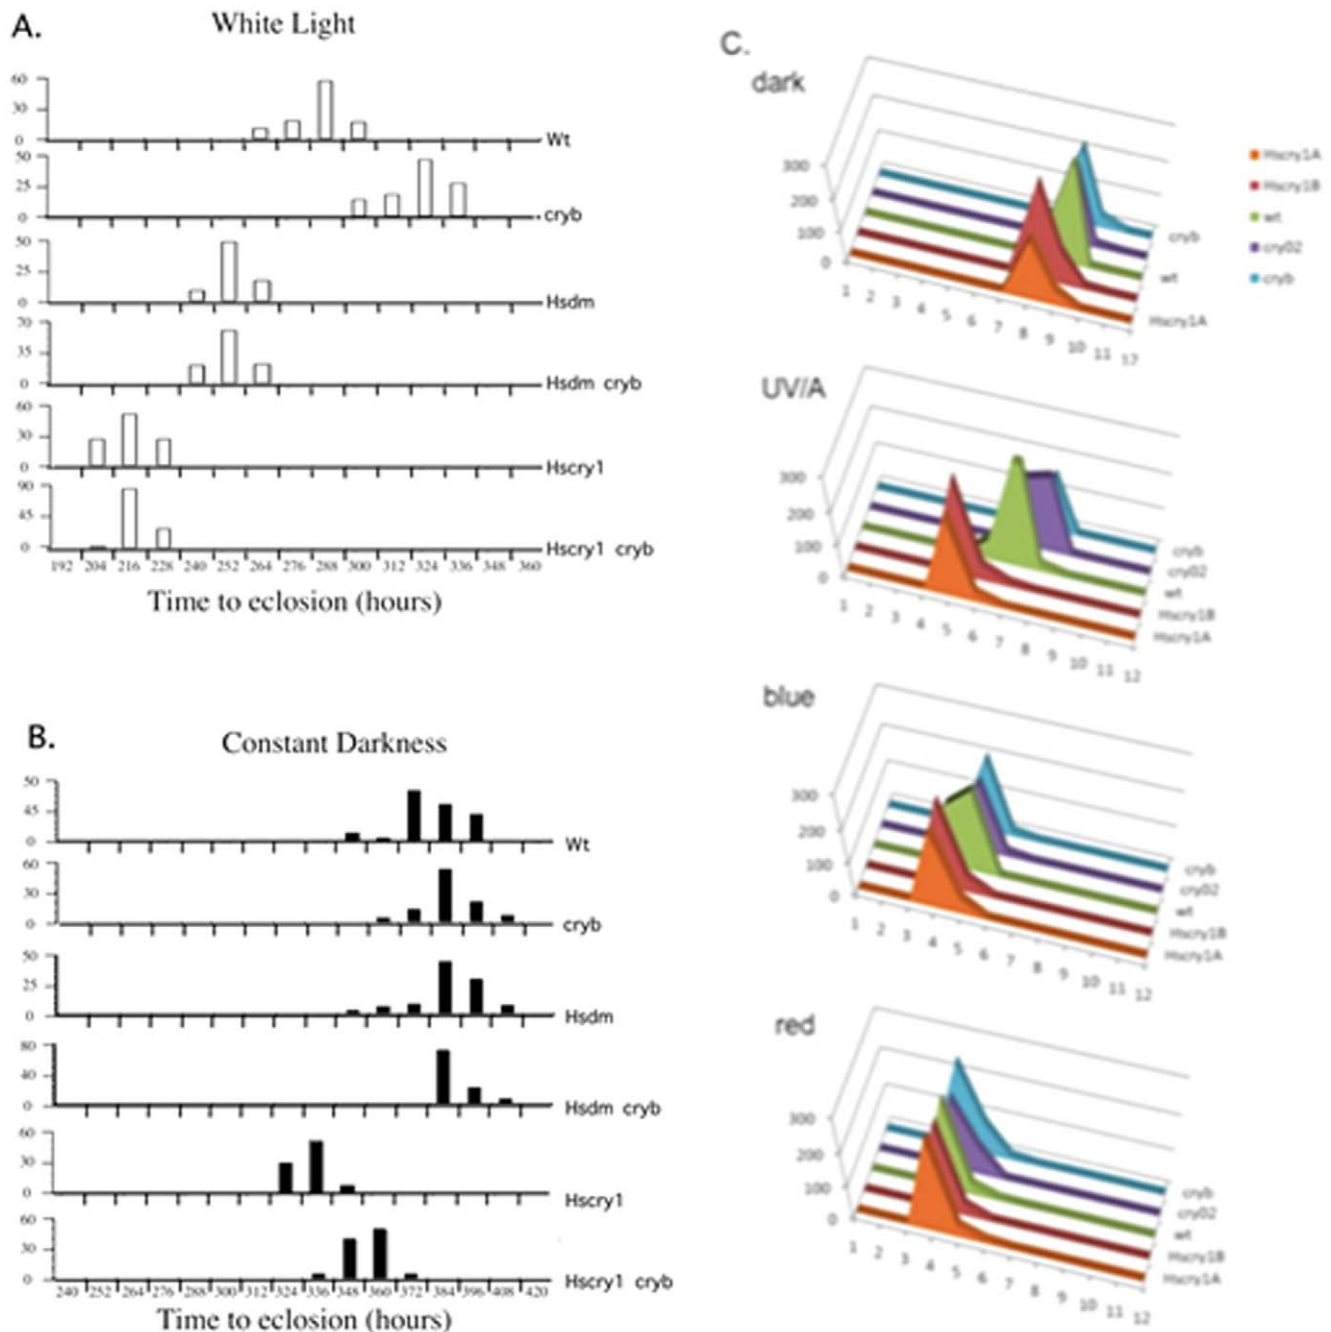 A.
White Light
60
30
0
Wt
50
25
0
cryb
50
25
0
Hsdm
70
35
0
Hsdm cryb
60
30
0
Hscry1
90
45
0
Hscry1 cryb
192 204 216 228 240 252 264 276 288 300 312 324 336 348 360
Time to eclosion (hours)
B.
Constant Darkness
50
45
0
Wt
60
30
0
cryb
50
25
0
Hsdm
80
40
0
Hsdm cryb
60
30
0
Hscry1
60
30
0
Hscry1 cryb
240 252 264 276 288 300 312 324 336 348 360 372 384 396 408 420
Time to eclosion (hours)
C.
dark
300
200
100
0
1 2 3 4 5 6 7 8 9 10 11 12
cryb
wt
Hscry1A
Hscry1A
Hscry1B
wt
cry02
cryb
UV/A
300
200
100
0
1 2 3 4 5 6 7 8 9 10 11 12
cryb
cry02
wt
Hscry1B
Hscry1A
blue
300
200
100
0
1 2 3 4 5 6 7 8 9 10 11 12
cryb
cry02
wt
Hscry1B
Hscry1A
red
300
200
100
0
1 2 3 4 5 6 7 8 9 10 11 12
cryb
cry02
wt
Hscry1B
Hscry1A